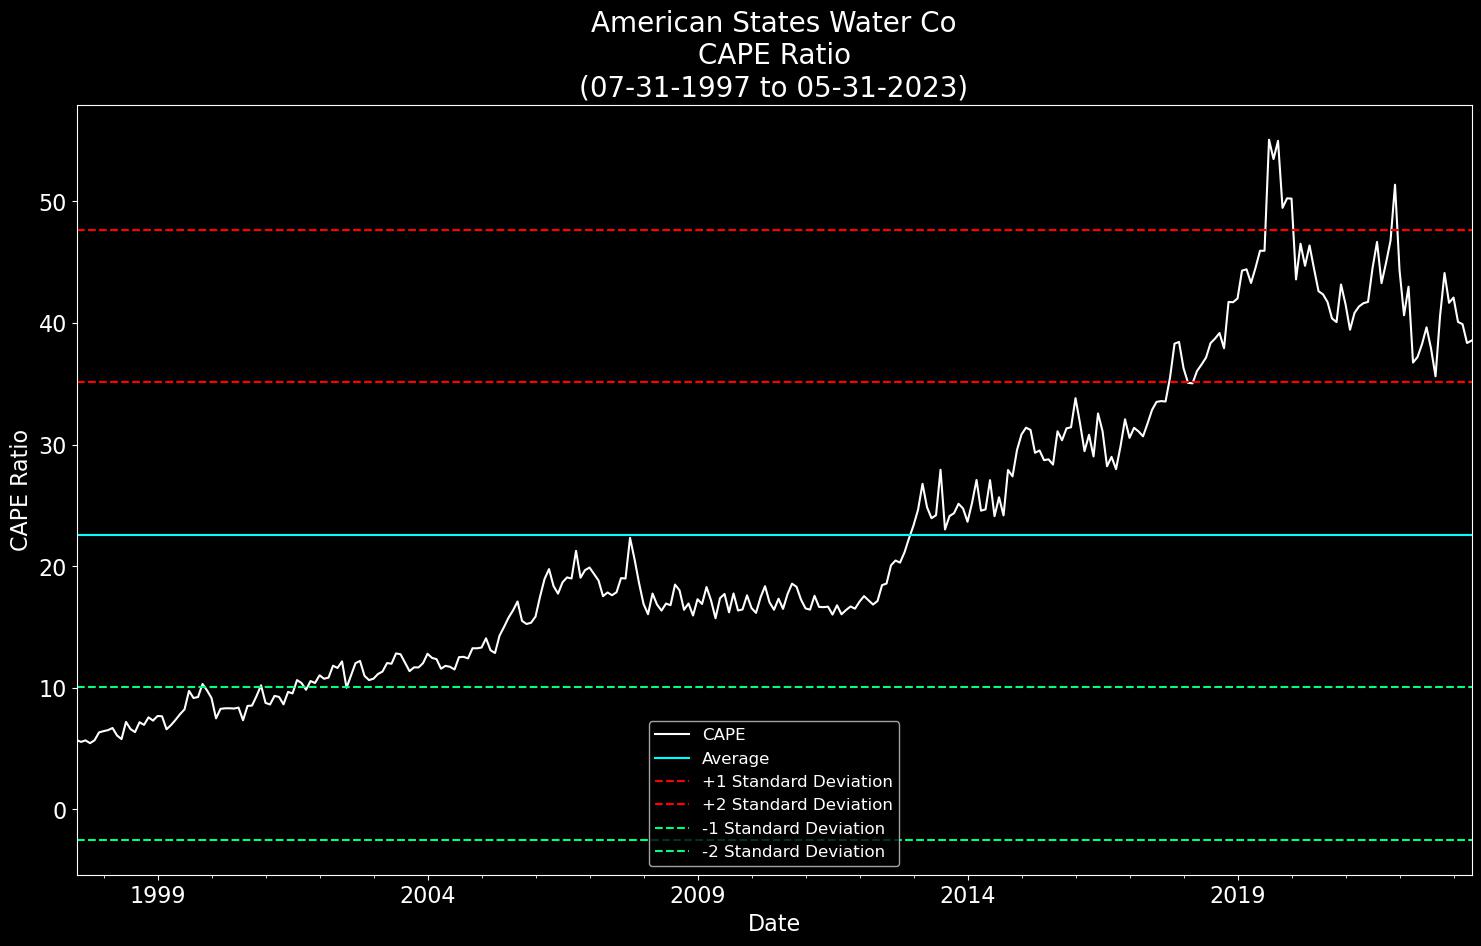 American States Water Co
CAPE Ratio
(07-31-1997 to 05-31-2023)
CAPE Ratio
50
40
30
20
10
0
CAPE
Average
+1 Standard Deviation
+2 Standard Deviation
-1 Standard Deviation
-2 Standard Deviation
1999
2004
2009
2014
2019
Date